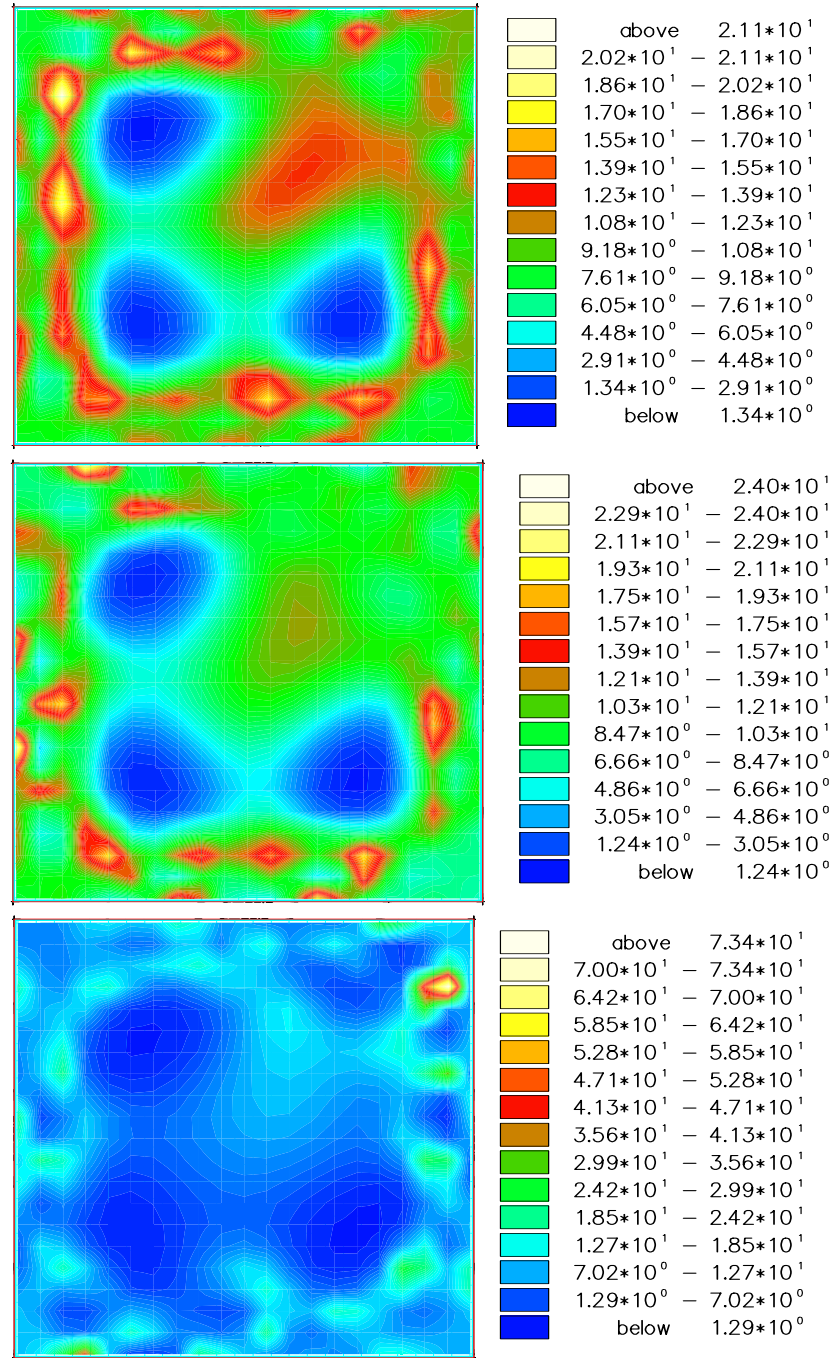 above 2.11*10¹
2.02*10¹ – 2.11*10¹
1.86*10¹ – 2.02*10¹
1.70*10¹ – 1.86*10¹
1.55*10¹ – 1.70*10¹
1.39*10¹ – 1.55*10¹
1.23*10¹ – 1.39*10¹
1.08*10¹ – 1.23*10¹
9.18*10⁰ – 1.08*10¹
7.61*10⁰ – 9.18*10⁰
6.05*10⁰ – 7.61*10⁰
4.48*10⁰ – 6.05*10⁰
2.91*10⁰ – 4.48*10⁰
1.34*10⁰ – 2.91*10⁰
below 1.34*10⁰
above 2.40*10¹
2.29*10¹ – 2.40*10¹
2.11*10¹ – 2.29*10¹
1.93*10¹ – 2.11*10¹
1.75*10¹ – 1.93*10¹
1.57*10¹ – 1.75*10¹
1.39*10¹ – 1.57*10¹
1.21*10¹ – 1.39*10¹
1.03*10¹ – 1.21*10¹
8.47*10⁰ – 1.03*10¹
6.66*10⁰ – 8.47*10⁰
4.86*10⁰ – 6.66*10⁰
3.05*10⁰ – 4.86*10⁰
1.24*10⁰ – 3.05*10⁰
below 1.24*10⁰
above 7.34*10¹
7.00*10¹ – 7.34*10¹
6.42*10¹ – 7.00*10¹
5.85*10¹ – 6.42*10¹
5.28*10¹ – 5.85*10¹
4.71*10¹ – 5.28*10¹
4.13*10¹ – 4.71*10¹
3.56*10¹ – 4.13*10¹
2.99*10¹ – 3.56*10¹
2.42*10¹ – 2.99*10¹
1.85*10¹ – 2.42*10¹
1.27*10¹ – 1.85*10¹
7.02*10⁰ – 1.27*10¹
1.29*10⁰ – 7.02*10⁰
below 1.29*10⁰